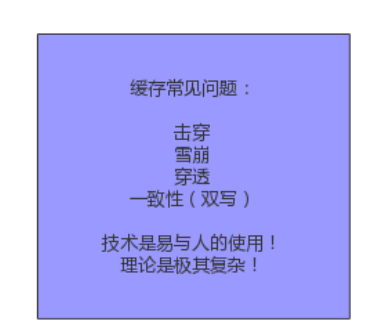 缓存常见问题：
击穿
雪崩
穿透
一致性（双写）
技术是易与人的使用！
理论是极其复杂！